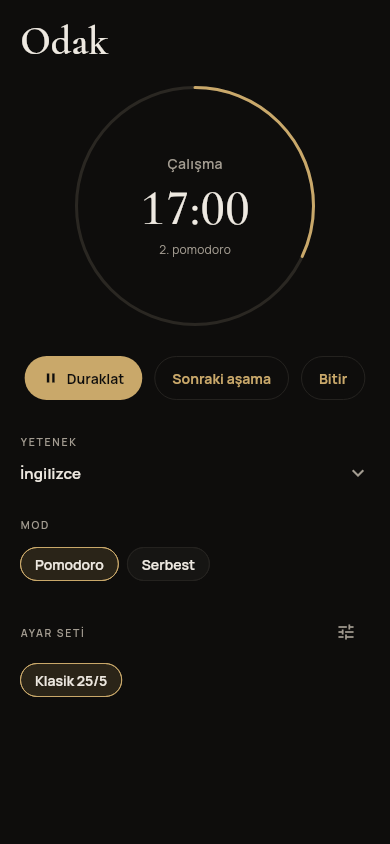 Odak
Çalışma
17:00
2. pomodoro
Duraklat
Sonraki aşama
Bitir
YETENEK
İngilizce
MOD
Pomodoro
Serbest
AYAR SETİ
Klasik 25/5